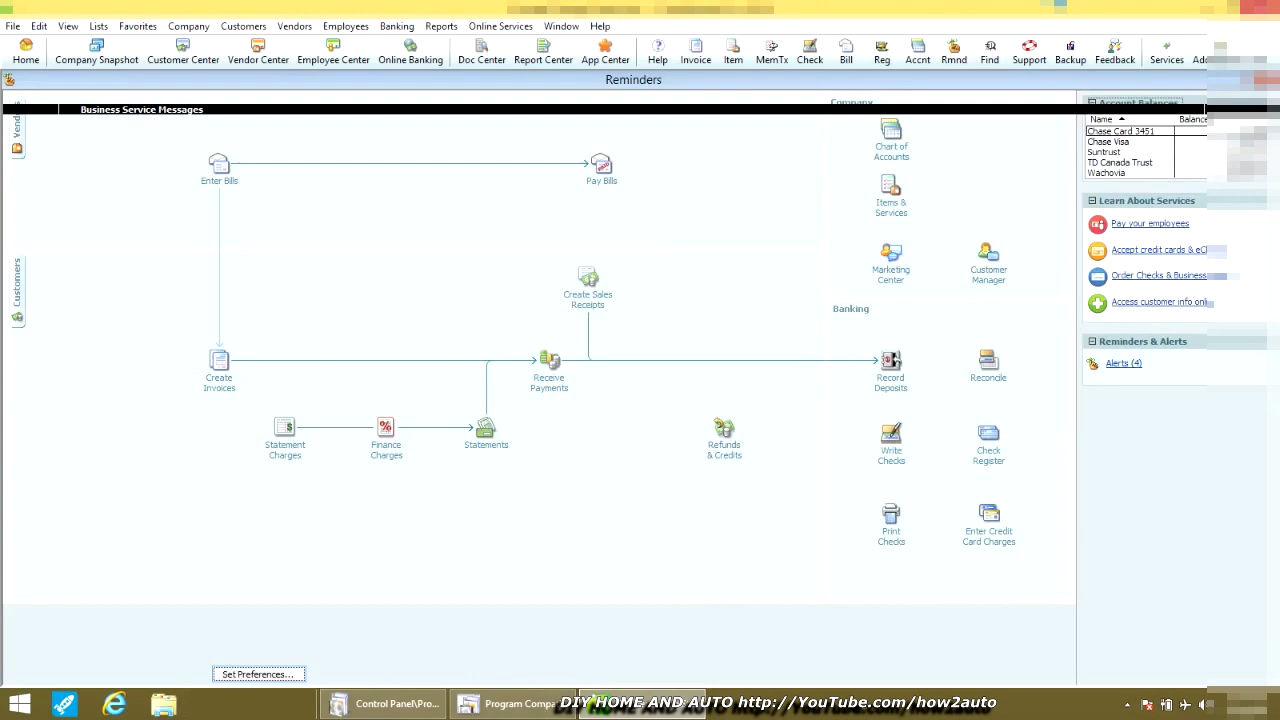 File Edit View Lists Favorites Company Customers Vendors Employees Banking Reports Online Services Window Help
Home Company Snapshot Customer Center Vendor Center Employee Center Online Banking Doc Center Report Center App Center Help Invoice Item MemTx Check Bill Reg Accnt Rmnd Find Support Backup Feedback Services
Reminders
Business Service Messages
Company
Account Balances
Name Balance
Chase Card 3451
Chase Visa
Suntrust
TD Canada Trust
Wachovia
Chart of
Accounts
Enter Bills
Pay Bills
Items &
Services
Learn About Services
Pay your employees
Accept credit cards &
Order Checks & Business
Access customer info
Marketing
Center
Customer
Manager
Customers
Create Sales
Receipts
Banking
Reminders & Alerts
Alerts (4)
Create
Invoices
Receive
Payments
Record
Deposits
Reconcile
Statement
Charges
Finance
Charges
Statements
Refunds
& Credits
Write
Checks
Check
Register
Print
Checks
Enter Credit
Card Charges
Set Preferences...
Control Panel\Pro...
Program Compa
DIY HOME AND AUTO http://YouTube.com/how2auto